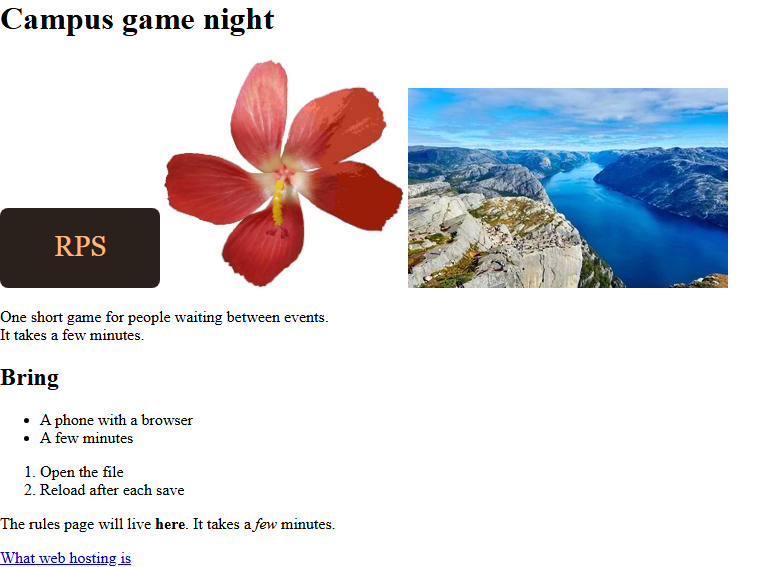 Campus game night
RPS
One short game for people waiting between events.
It takes a few minutes.
Bring
• A phone with a browser
• A few minutes
1. Open the file
2. Reload after each save
The rules page will live here. It takes a few minutes.
What web hosting is